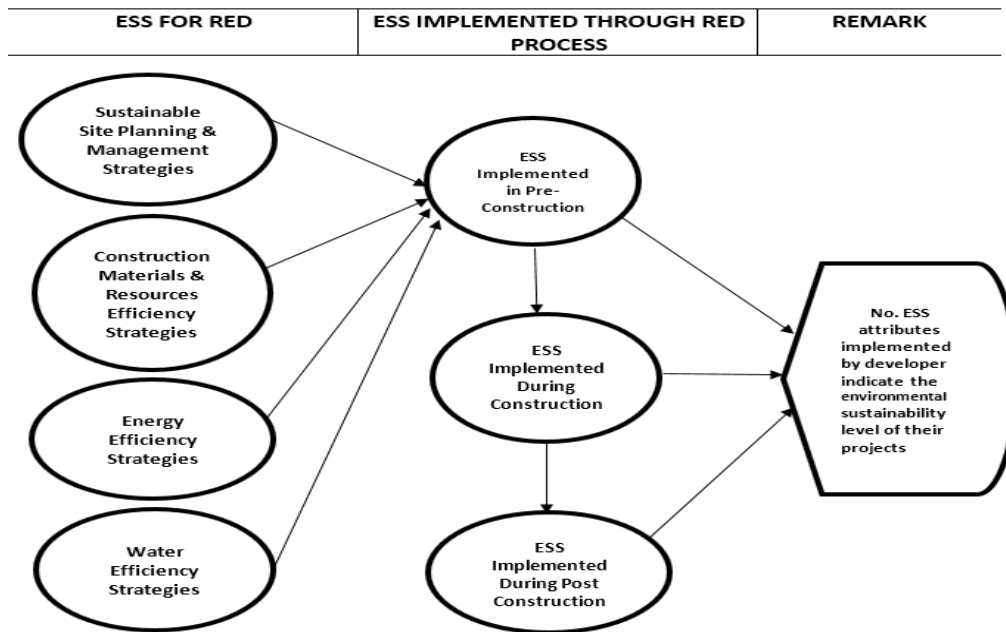 ESS FOR RED
ESS IMPLEMENTED THROUGH RED
PROCESS
REMARK
Sustainable
Site Planning &
Management
Strategies
Construction
Materials &
Resources
Efficiency
Strategies
Energy
Efficiency
Strategies
Water
Efficiency
Strategies
ESS
Implemented
in Pre-
Construction
ESS
Implemented
During
Construction
ESS
Implemented
During Post
Construction
No. ESS
attributes
implemented
by developer
indicate the
environmental
sustainability
level of their
projects